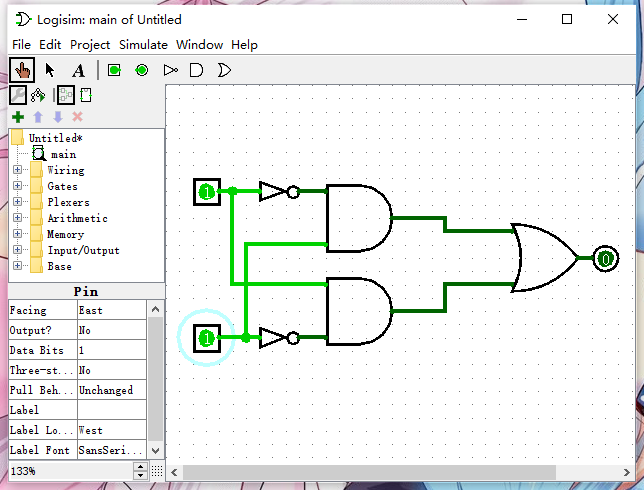 Logisim: main of Untitled
File Edit Project Simulate Window Help
A
Untitled*
main
Wiring
Gates
Plexers
Arithmetic
Memory
Input/Output
Base
Pin
Facing East
Output? No
Data Bits 1
Three-st... No
Pull Beh... Unchanged
Label
Label Lo... West
Label Font SansSeri...
133%
1
1
0